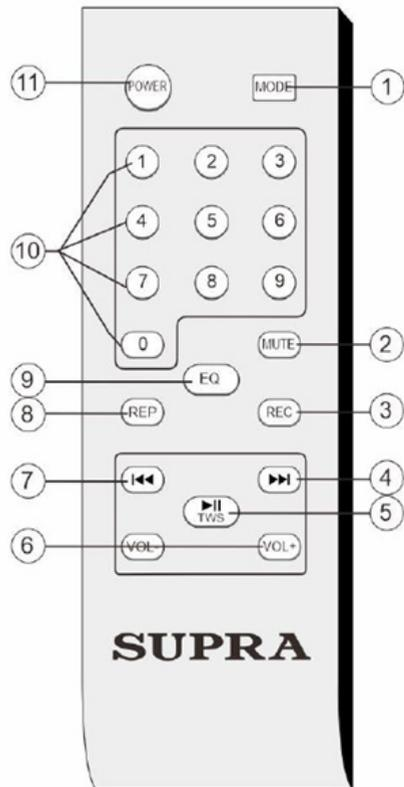 11 POWER MODE 1
1 2 3
4 5 6
10
7 8 9
0 MUTE 2
9 EQ
8 REP REC 3
7 ⏮ ⏭ 4
▶II 5
TWS
6 VOL- VOL+
SUPRA